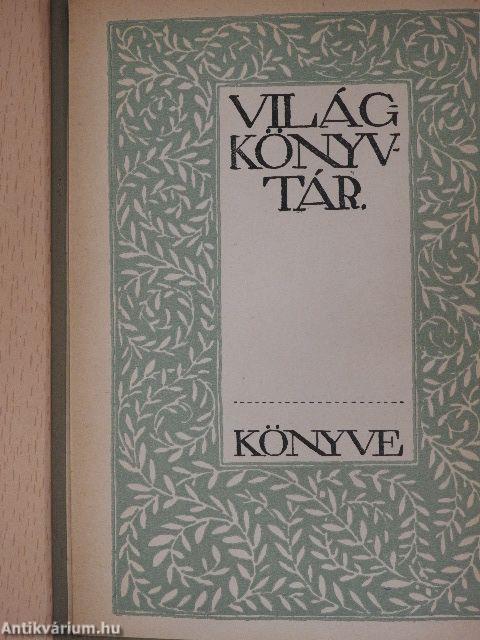 VILÁG-
KÖNYV-
TÁR.
KÖNYVE
Antikvárium.hu